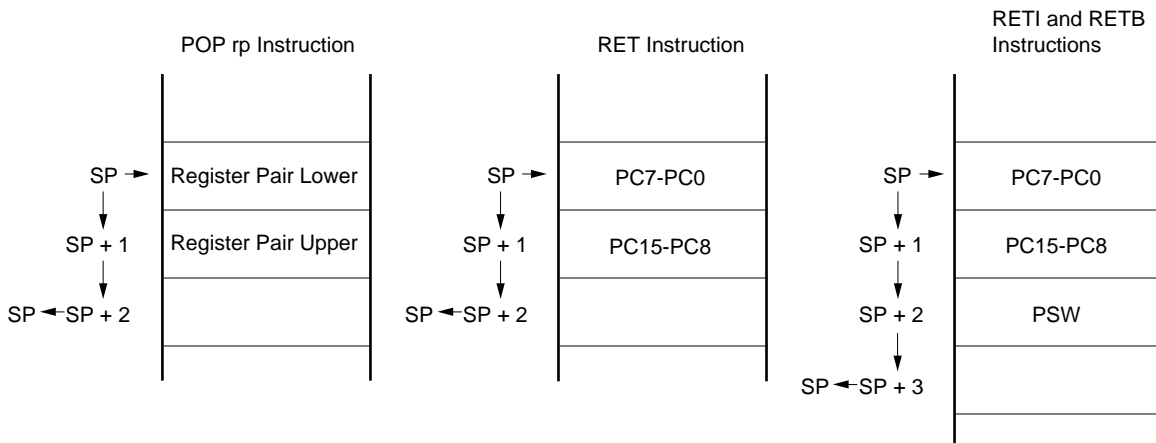 POP rp Instruction
SP
Register Pair Lower
SP + 1
Register Pair Upper
SP
SP + 2
RET Instruction
SP
PC7-PC0
SP + 1
PC15-PC8
SP
SP + 2
RETI and RETB
Instructions
SP
PC7-PC0
SP + 1
PC15-PC8
SP + 2
PSW
SP
SP + 3